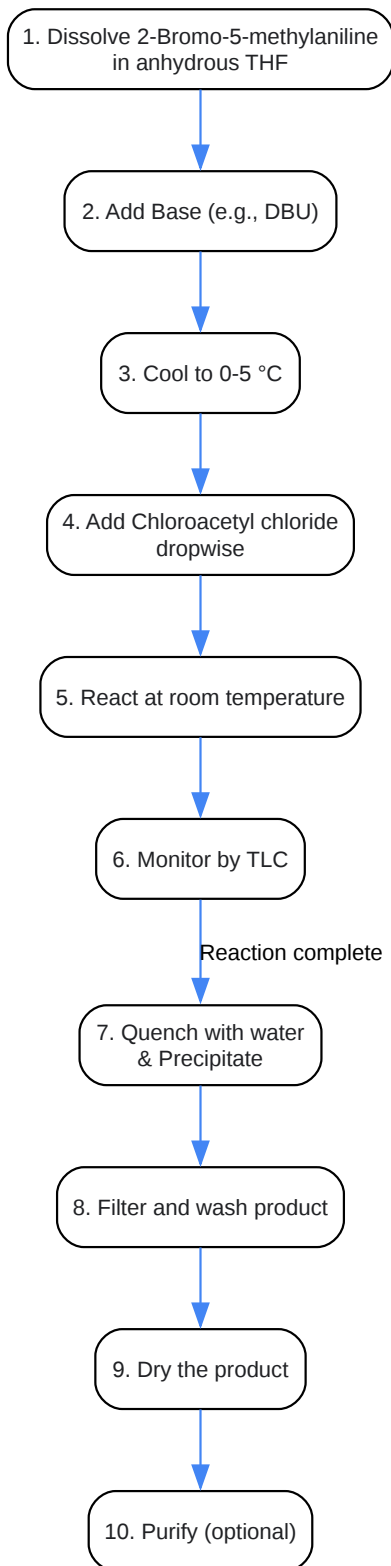 1. Dissolve 2-Bromo-5-methylaniline
in anhydrous THF
2. Add Base (e.g., DBU)
3. Cool to 0-5 °C
4. Add Chloroacetyl chloride
dropwise
5. React at room temperature
6. Monitor by TLC
Reaction complete
7. Quench with water
& Precipitate
8. Filter and wash product
9. Dry the product
10. Purify (optional)